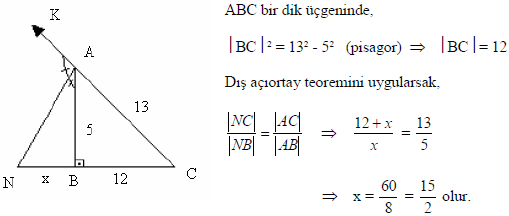 K
A
13
5
N
x
B
12
C
ABC bir dik üçgeninde,
|BC|² = 13² - 5² (pisagor) ⇒ |BC| = 12
Dış açıortay teoremini uygularsak,
|NC| / |NB| = |AC| / |AB| ⇒ 12 + x / x = 13 / 5
⇒ x = 60 / 8 = 15 / 2 olur.